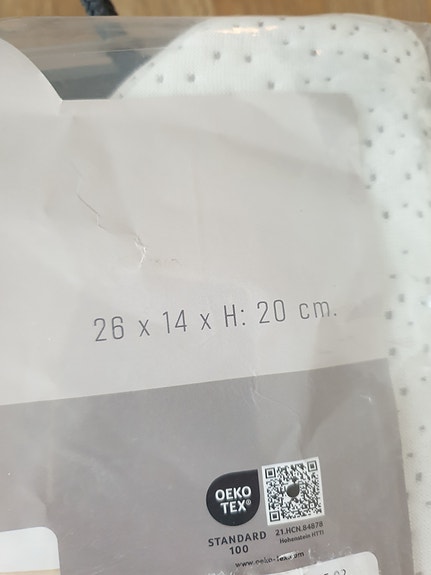 26 x 14 x H: 20 cm.
OEKO
TEX®
STANDARD
100
21.HCN.84878
Hohenstein HTTI